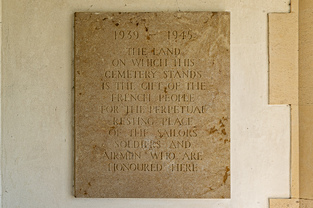 1939 – 1945
THE LAND
ON WHICH THIS
CEMETERY STANDS
IS THE GIFT OF THE
FRENCH PEOPLE
FOR THE PERPETUAL
RESTING PLACE
OF THE SAILORS
SOLDIERS AND
AIRMEN WHO ARE
HONOURED HERE